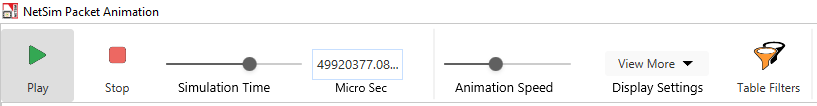 NetSim Packet Animation
49920377.08...
View More
Play
Stop
Simulation Time
Micro Sec
Animation Speed
Display Settings
Table Filters